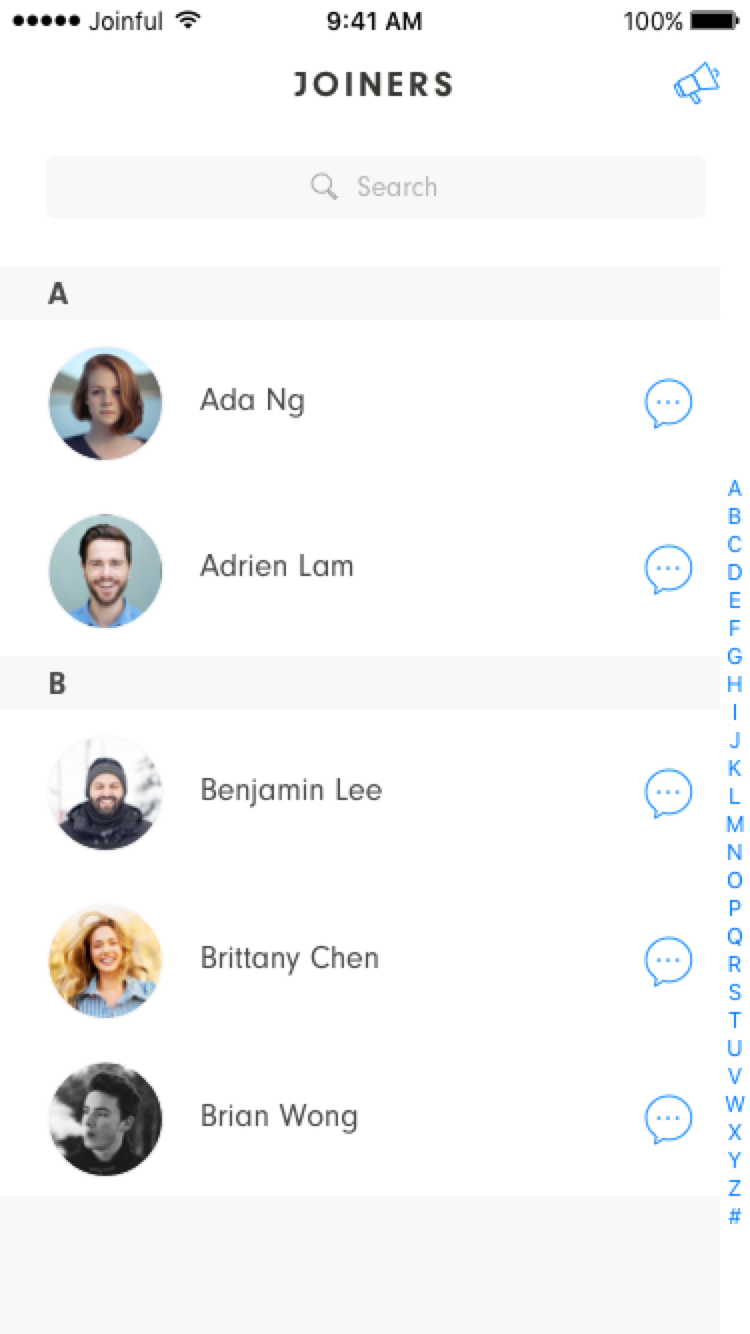 Joinful 9:41 AM 100%
JOINERS
Search
A
Ada Ng
Adrien Lam
B
Benjamin Lee
Brittany Chen
Brian Wong
A
B
C
D
E
F
G
H
I
J
K
L
M
N
O
P
Q
R
S
T
U
V
W
X
Y
Z
#